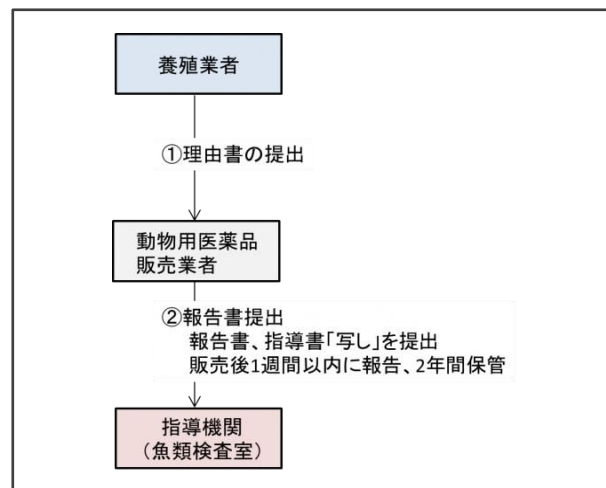 養殖業者
①理由書の提出
動物用医薬品
販売業者
②報告書提出
報告書、指導書「写し」を提出
販売後1週間以内に報告、2年間保管
指導機関
（魚類検査室）